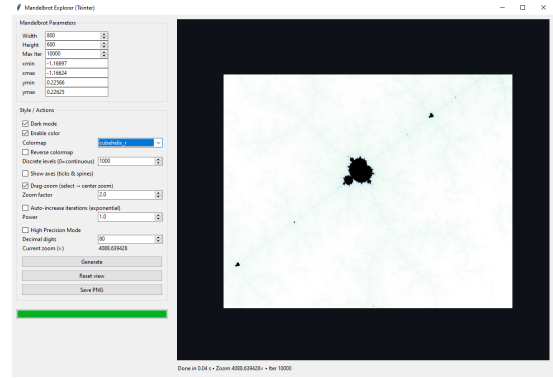 Mandelbrot Explorer (Tkinter)
Mandelbrot Parameters
Width 800
Height 600
Max Iter 10000
xmin -1.16697
xmax -1.16624
ymin 0.22566
ymax 0.22625
Style / Actions
Dark mode
Enable color
Colormap cubehelix_r
Reverse colormap
Discrete levels (0=continuous) 1000
Show axes (ticks & spines)
Drag-zoom (select → center zoom)
Zoom factor 2.0
Auto-increase iterations (exponential)
Power 1.0
High Precision Mode
Decimal digits 80
Current zoom (×) 4088.639428
Generate
Reset view
Save PNG
Done in 0.04 s • Zoom 4088.639428× • Iter 10000